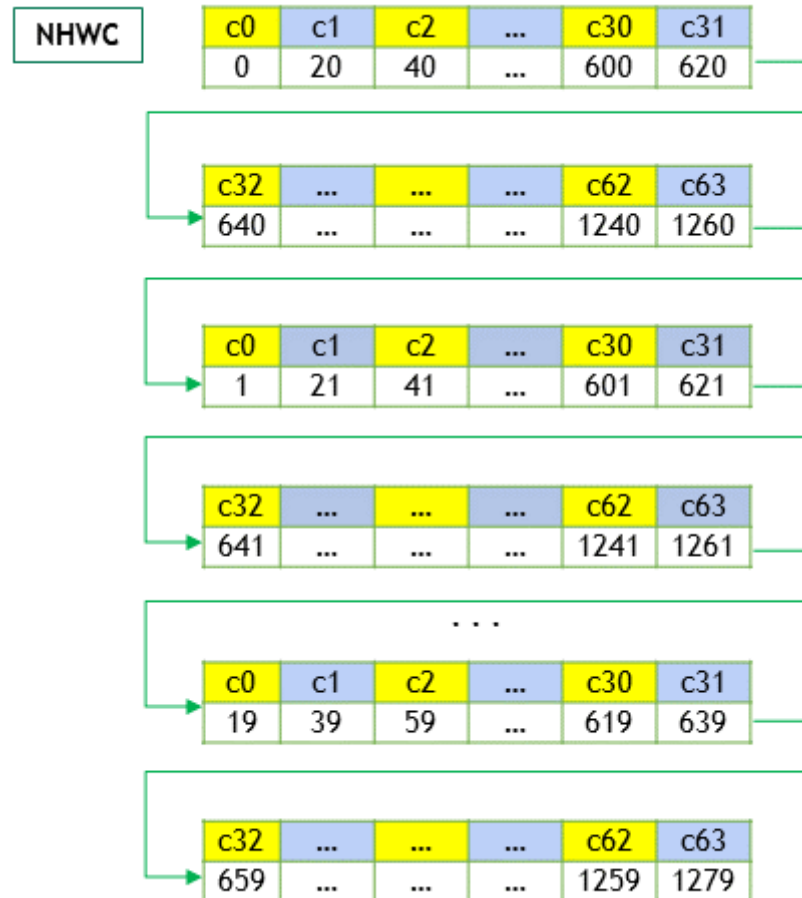 NHWC
c0 c1 c2 ... c30 c31
0 20 40 ... 600 620
c32 ... ... ... c62 c63
640 ... ... ... 1240 1260
c0 c1 c2 ... c30 c31
1 21 41 ... 601 621
c32 ... ... ... c62 c63
641 ... ... ... 1241 1261
. . .
c0 c1 c2 ... c30 c31
19 39 59 ... 619 639
c32 ... ... ... c62 c63
659 ... ... ... 1259 1279